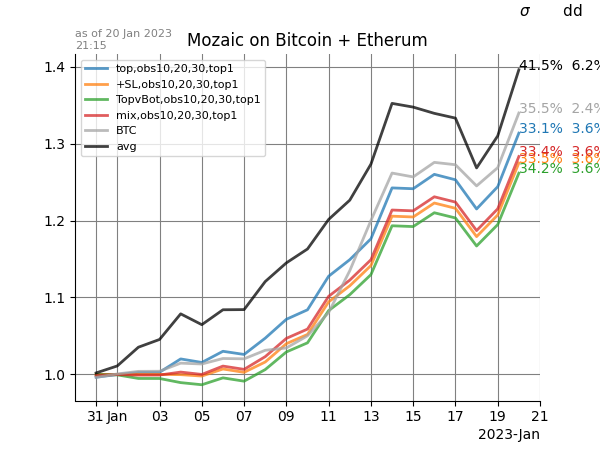 σ dd
as of 20 Jan 2023
21:15
Mozaic on Bitcoin + Etherum
top,obs10,20,30,top1
+SL,obs10,20,30,top1
TopvBot,obs10,20,30,top1
mix,obs10,20,30,top1
BTC
avg
1.4
1.3
1.2
1.1
1.0
41.5% 6.2%
35.5% 2.4%
33.1% 3.6%
33.4% 3.6%
33.5% 3.6%
34.2% 3.6%
31 Jan 03 05 07 09 11 13 15 17 19 21
2023-Jan